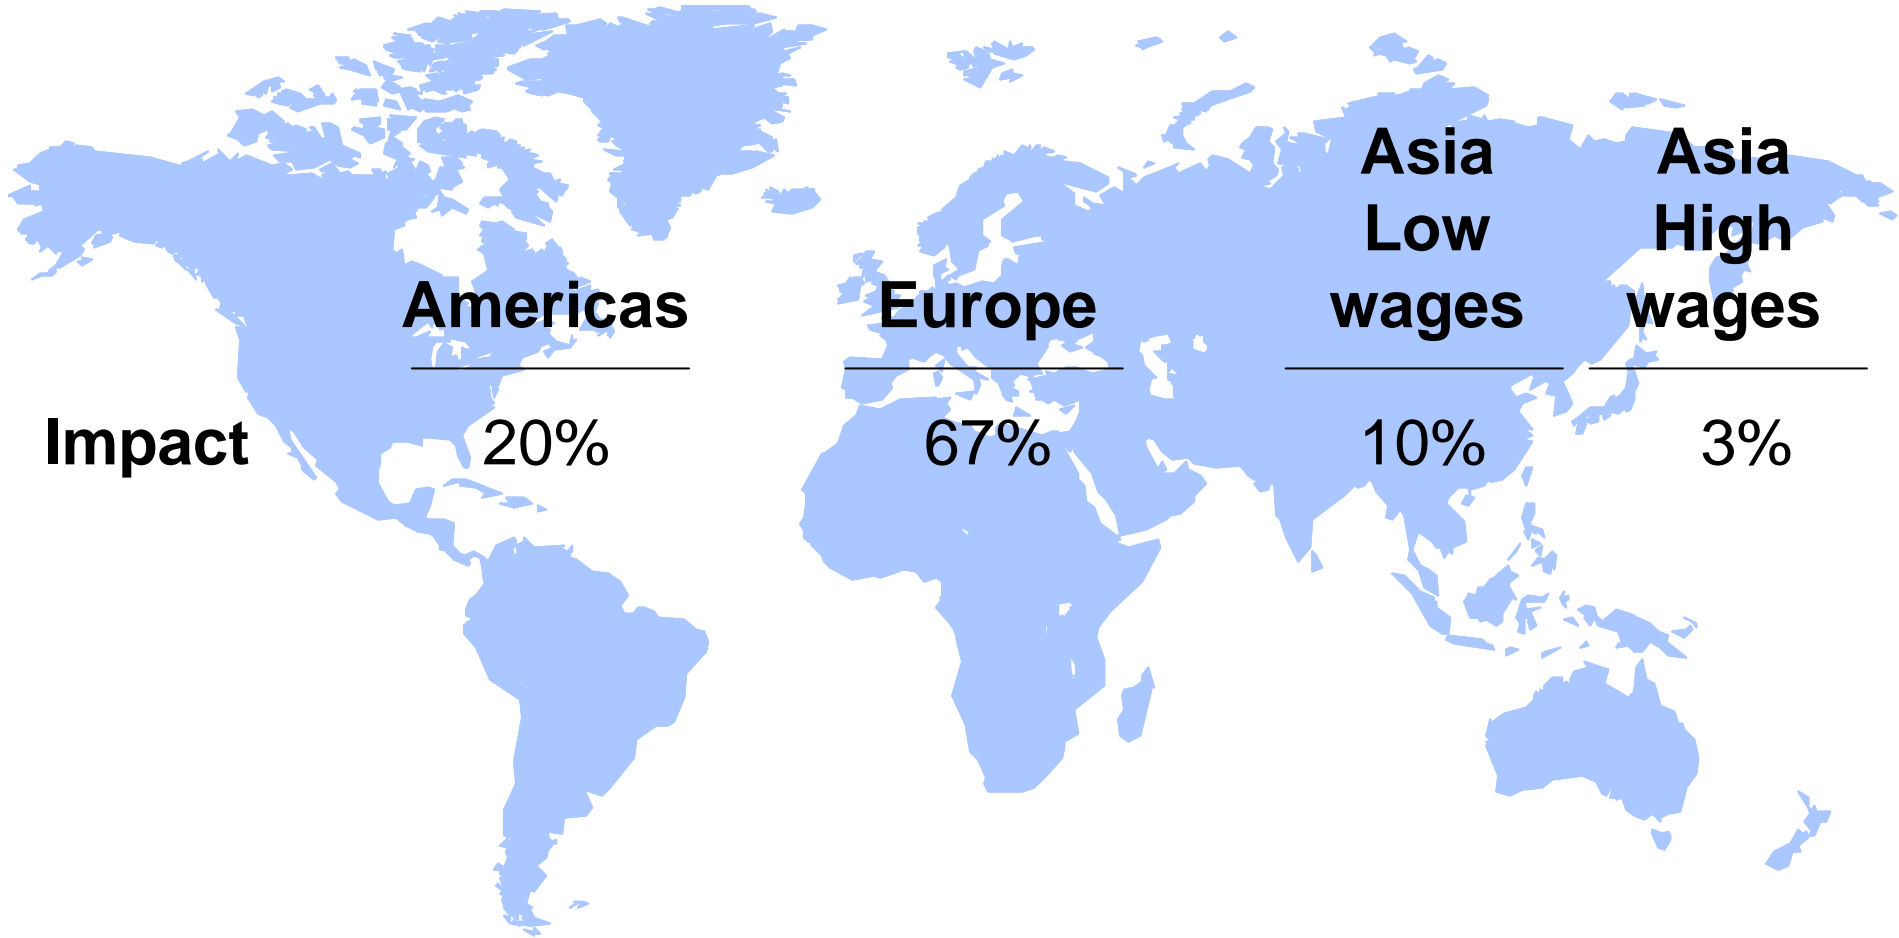 Americas
Europe
Asia
Low
wages
Asia
High
wages
Impact 20% 67% 10% 3%